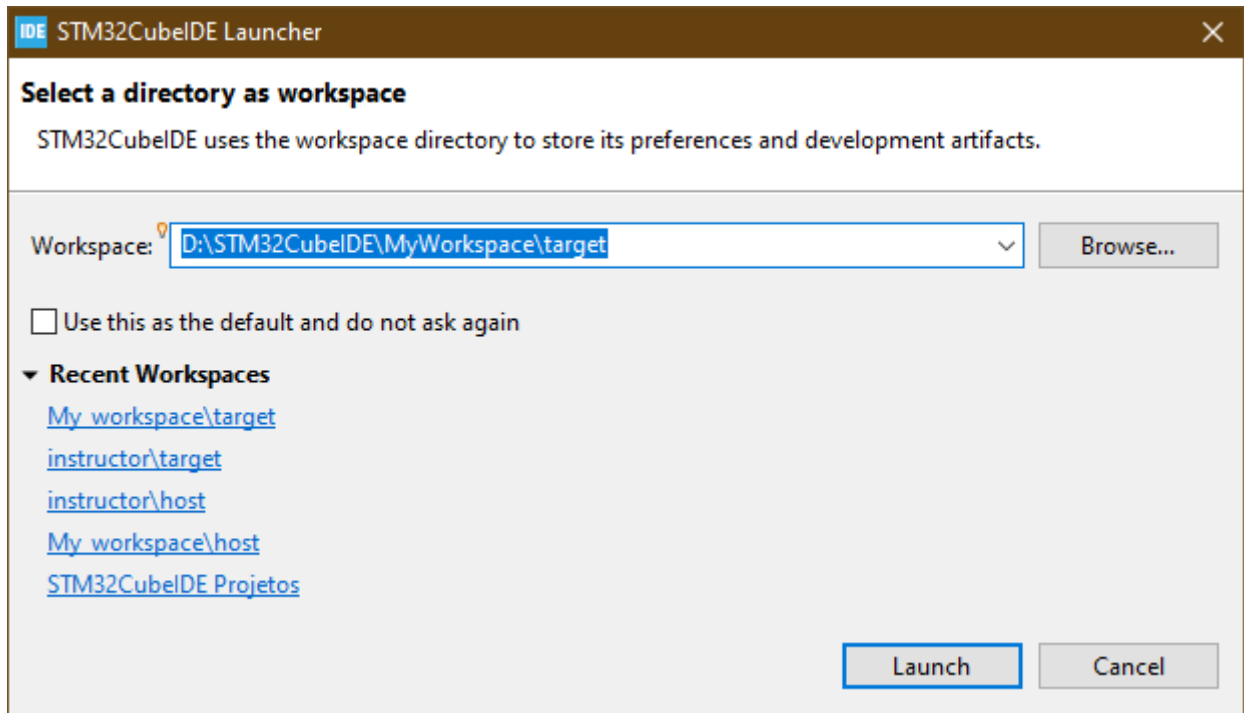 IDE STM32CubeIDE Launcher
Select a directory as workspace
STM32CubeIDE uses the workspace directory to store its preferences and development artifacts.
Workspace: D:\STM32CubeIDE\MyWorkspace\target Browse...
Use this as the default and do not ask again
Recent Workspaces
My_workspace\target
instructor\target
instructor\host
My_workspace\host
STM32CubeIDE Projetos
Launch Cancel